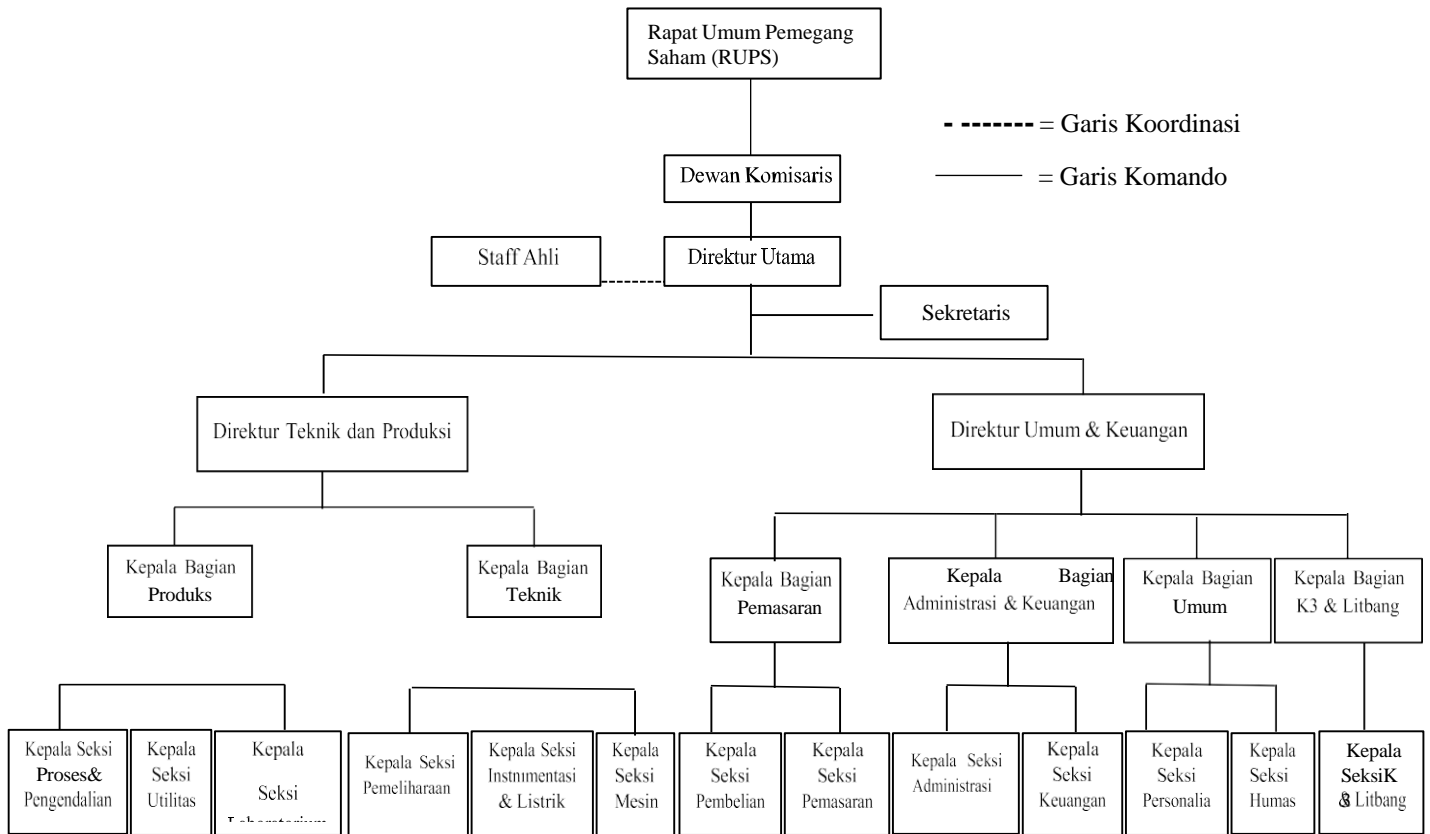 Rapat Umum Pemegang
Saham (RUPS)
= Garis Koordinasi
Dewan Komisaris
= Garis Komando
Staff Ahli
Direktur Utama
Sekretaris
Direktur Teknik dan Produksi
Direktur Umum & Keuangan
Kepala Bagian
Produks
Kepala Bagian
Teknik
Kepala Bagian
Pemasaran
Kepala Bagian
Administrasi & Keuangan
Kepala Bagian
Umum
Kepala Bagian
K3 & Litbang
Kepala Seksi
Proses&
Pengendalian
Kepala
Seksi
Utilitas
Kepala
Seksi
Kepala Seksi
Pemeliharaan
Kepala Seksi
Instrumentasi
& Listrik
Kepala
Seksi
Mesin
Kepala
Seksi
Pembelian
Kepala
Seksi
Pemasaran
Kepala Seksi
Administrasi
Kepala
Seksi
Keuangan
Kepala
Seksi
Personalia
Kepala
Seksi
Humas
Kepala
SeksiK
& Litbang